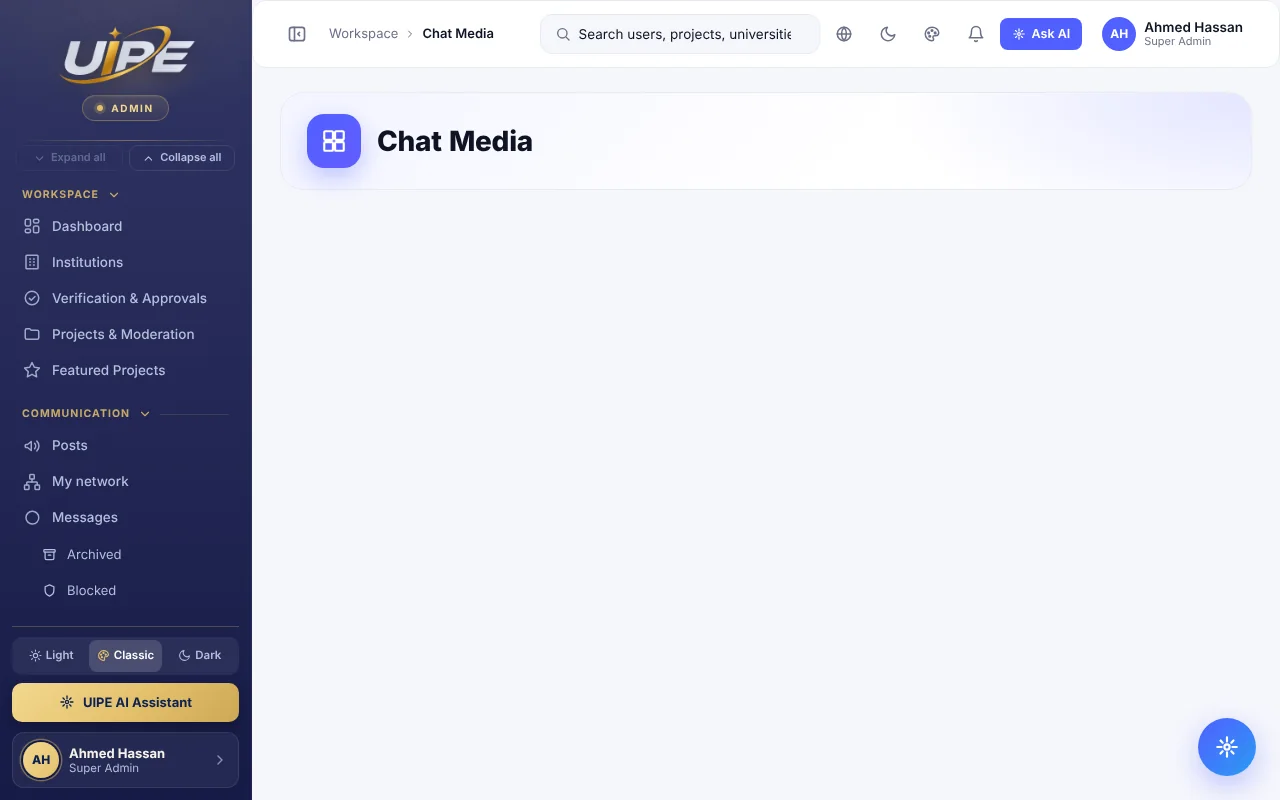 UIPE
ADMIN
Expand all
Collapse all
WORKSPACE
Dashboard
Institutions
Verification & Approvals
Projects & Moderation
Featured Projects
COMMUNICATION
Posts
My network
Messages
Archived
Blocked
Light
Classic
Dark
UIPE AI Assistant
AH
Ahmed Hassan
Super Admin
Workspace
Chat Media
Search users, projects, universitie
Ask AI
AH
Ahmed Hassan
Super Admin
Chat Media